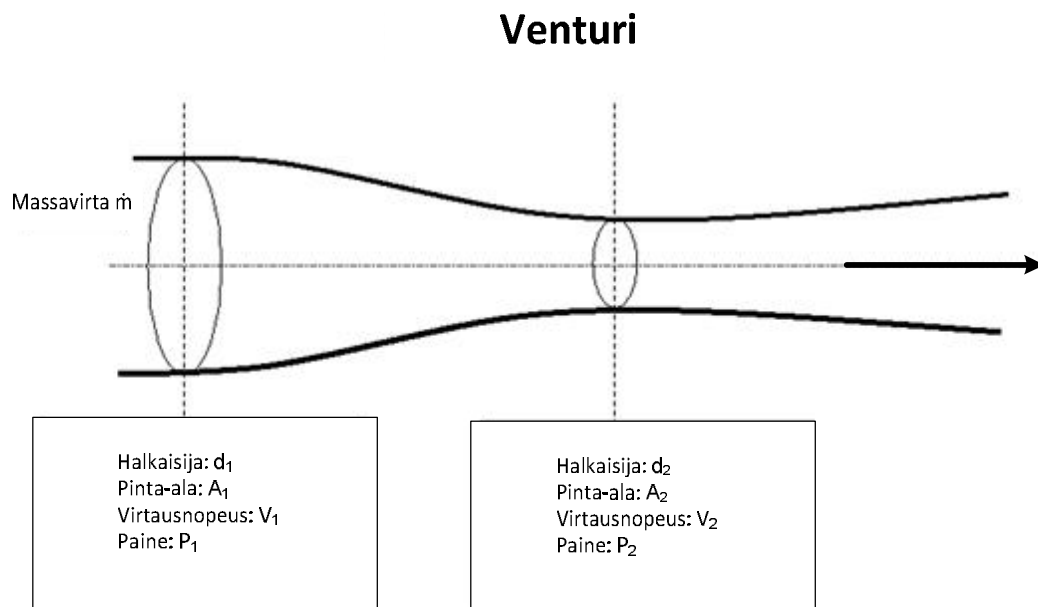 Venturi
Massavirta ṁ
Halkaisija: d₁
Pinta-ala: A₁
Virtausnopeus: V₁
Paine: P₁
Halkaisija: d₂
Pinta-ala: A₂
Virtausnopeus: V₂
Paine: P₂